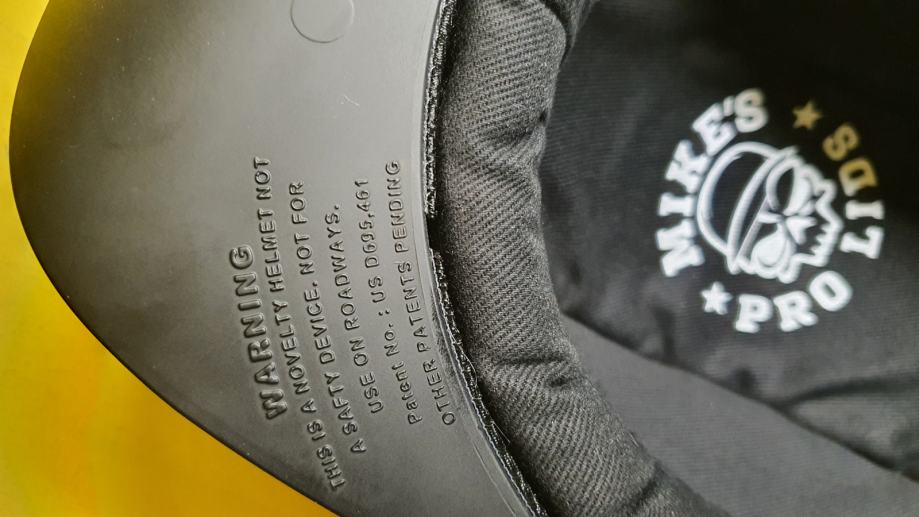 WARNING
THIS IS A NOVELTY HELMET NOT
A SAFTY DEVICE. NOT FOR
USE ON ROADWAYS.
Patent No.: US D695,461
OTHER PATENTS PENDING
MIKE'S
PRO LIDS